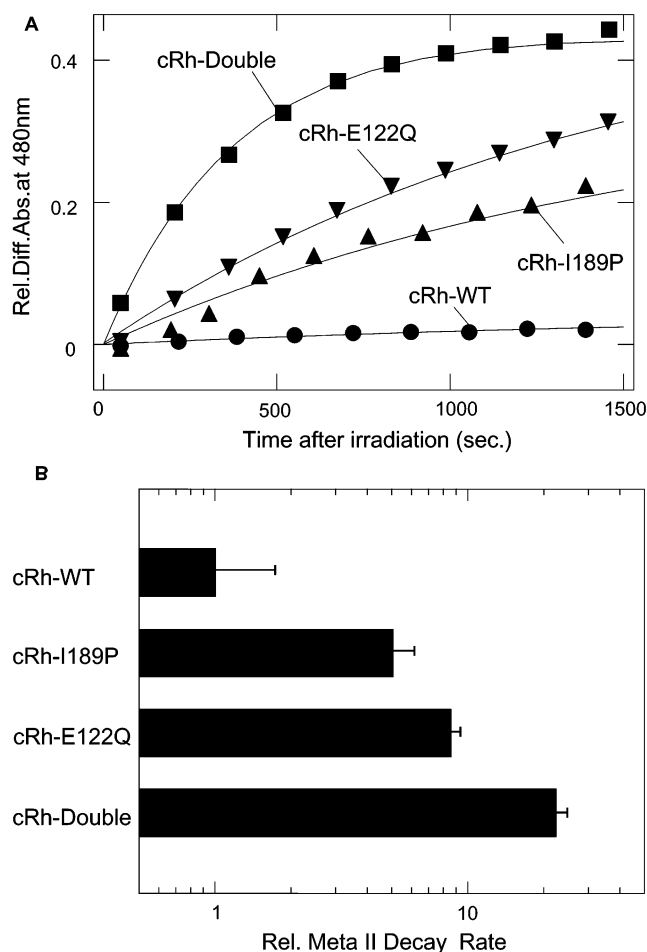 A
Rel.Diff.Abs.at 480nm
0.4
0.2
0
cRh-Double
cRh-E122Q
cRh-I189P
cRh-WT
0 500 1000 1500
Time after irradiation (sec.)
B
cRh-WT
cRh-I189P
cRh-E122Q
cRh-Double
1 10
Rel. Meta II Decay Rate